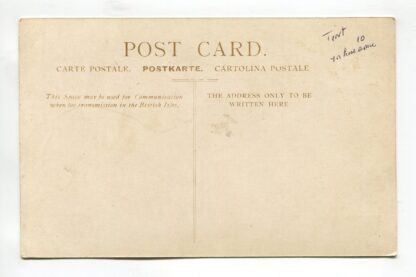 POST CARD.
CARTE POSTALE. POSTKARTE. CARTOLINA POSTALE
This Space may be used for Communication
when for transmission in the British Isles.
THE ADDRESS ONLY TO BE
WRITTEN HERE
10